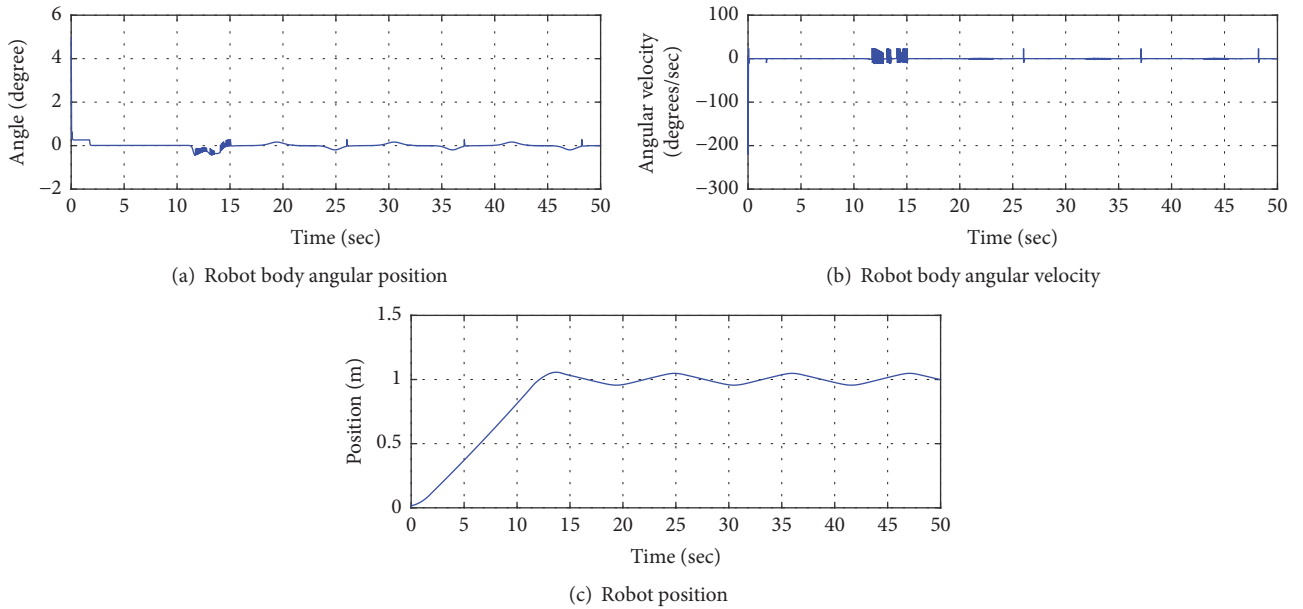 6
4
2
0
−2
Angle (degree)
0 5 10 15 20 25 30 35 40 45 50
Time (sec)
(a) Robot body angular position
100
0
−100
−200
−300
Angular velocity
(degrees/sec)
0 5 10 15 20 25 30 35 40 45 50
Time (sec)
(b) Robot body angular velocity
1.5
1
0.5
0
Position (m)
0 5 10 15 20 25 30 35 40 45 50
Time (sec)
(c) Robot position